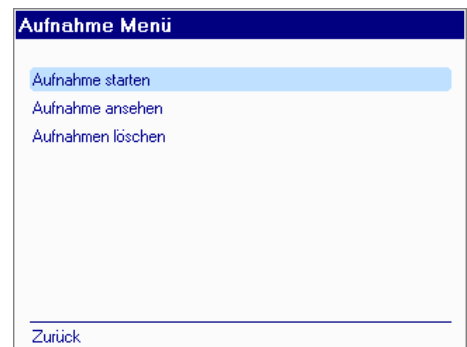 Aufnahme Menü
Aufnahme starten
Aufnahme ansehen
Aufnahmen löschen
Zurück